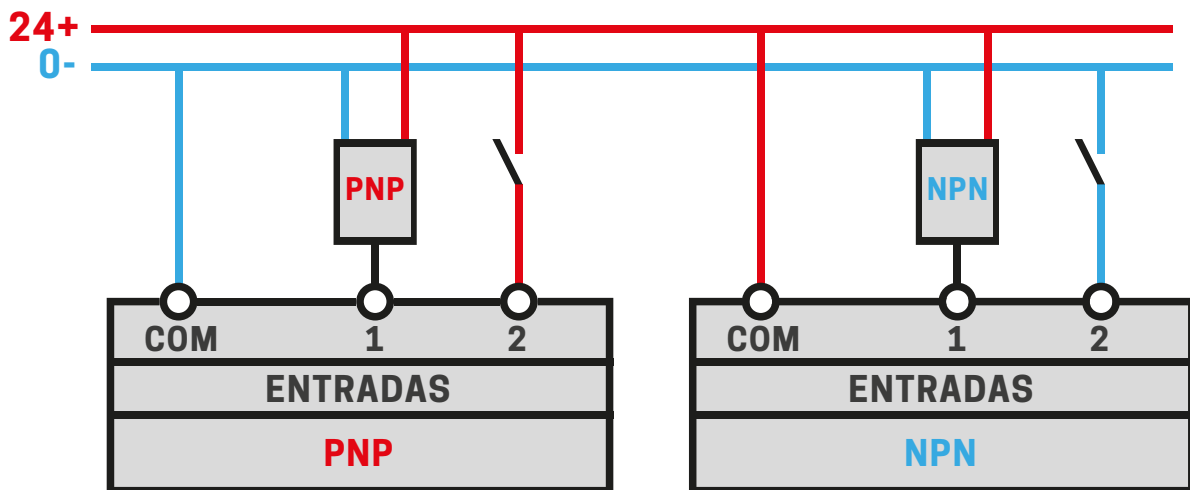 24+
0-
PNP
NPN
COM 1 2
COM 1 2
ENTRADAS
ENTRADAS
PNP
NPN